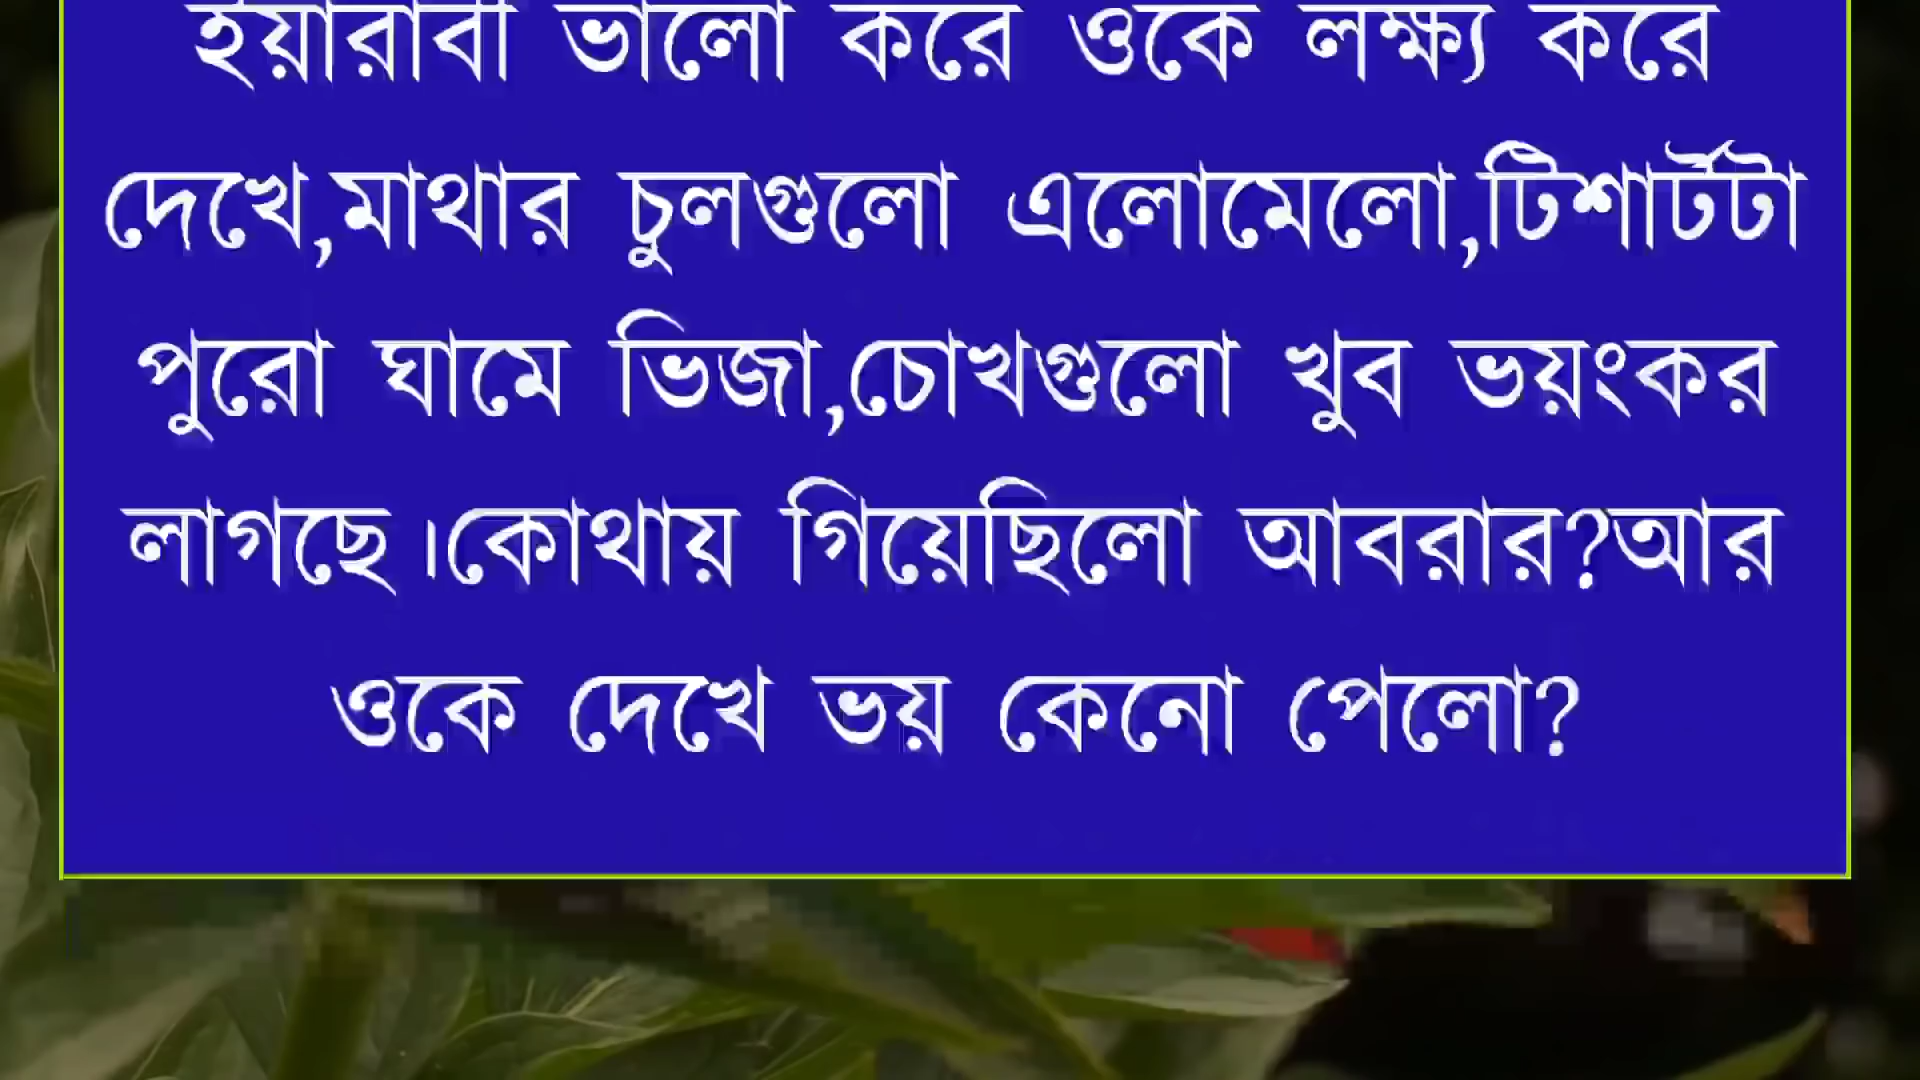 ইয়ারাবী ভালো করে ওকে লক্ষ্য করে
দেখে,মাথার চুলগুলো এলোমেলো,টিশার্টটা
পুরো ঘামে ভিজা,চোখগুলো খুব ভয়ংকর
লাগছে।কোথায় গিয়েছিলো আবরার?আর
ওকে দেখে ভয় কেনো পেলো?